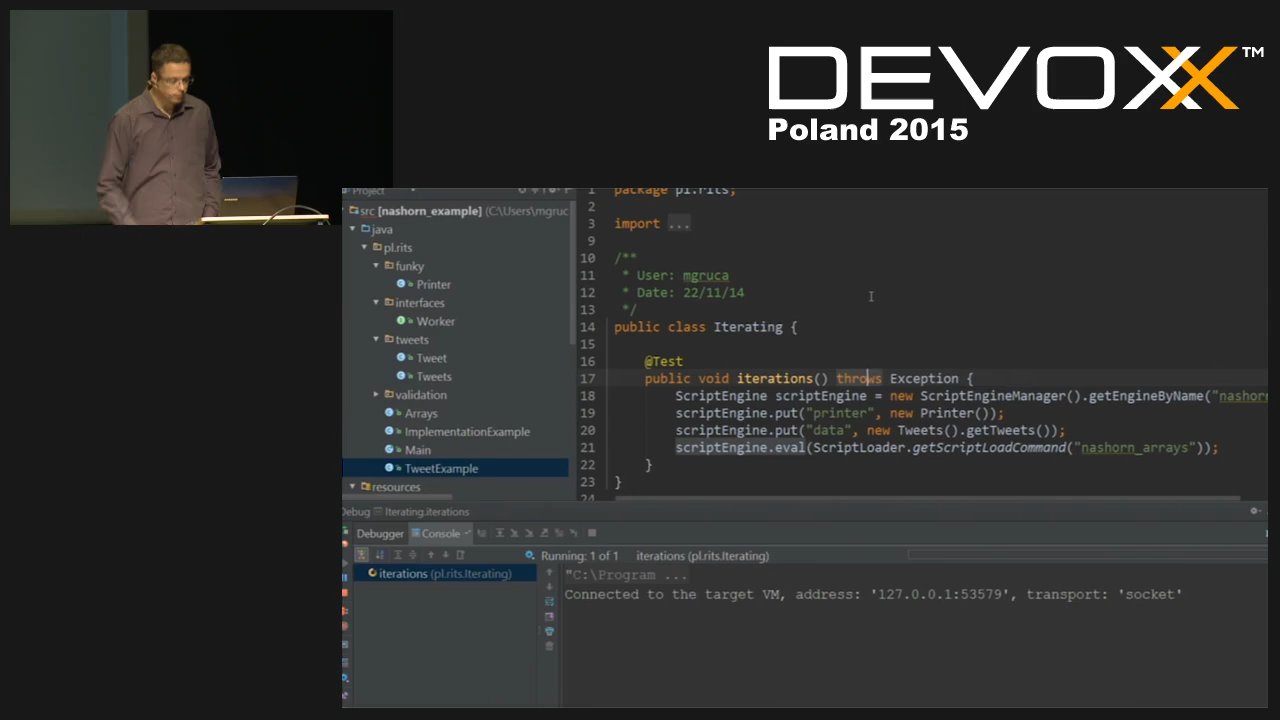 DEVOXX™
Poland 2015
Project
src [nashorn_example] (C:\Users\mgruc
java
pl.rits
funky
Printer
interfaces
Worker
tweets
Tweet
Tweets
validation
Arrays
ImplementationExample
Main
TweetExample
resources
1 package pl.rits;
2
3 import ...
9
10 /**
11 * User: mgruca
12 * Date: 22/11/14
13 */
14 public class Iterating {
15
16 @Test
17 public void iterations() throws Exception {
18 ScriptEngine scriptEngine = new ScriptEngineManager().getEngineByName("nashorn
19 scriptEngine.put("printer", new Printer());
20 scriptEngine.put("data", new Tweets().getTweets());
21 scriptEngine.eval(ScriptLoader.getScriptLoadCommand("nashorn_arrays"));
22 }
23 }
24
Debug Iterating.iterations
Debugger Console
Running: 1 of 1 iterations (pl.rits.Iterating)
iterations (pl.rits.Iterating)
"C:\Program ...
Connected to the target VM, address: '127.0.0.1:53579', transport: 'socket'